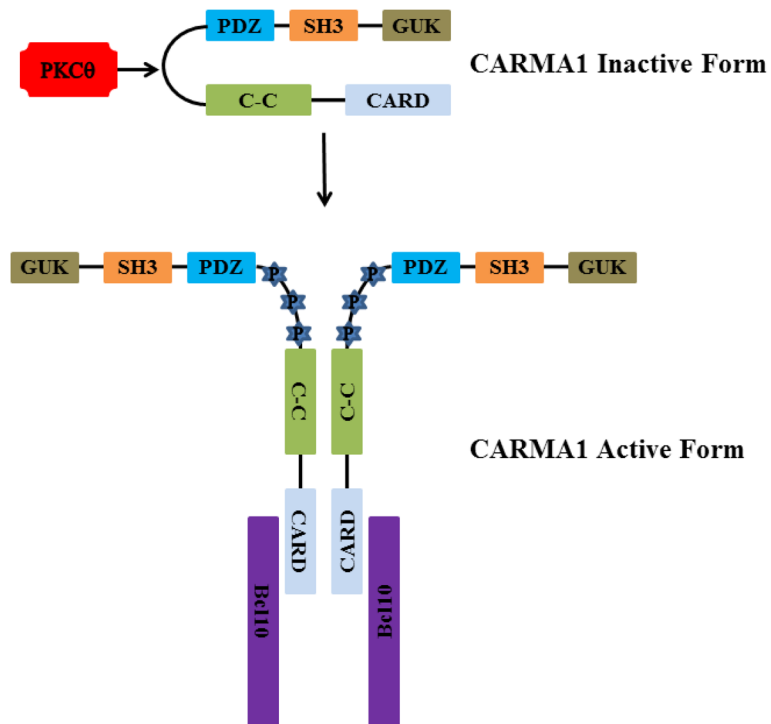 PDZ SH3 GUK
CARMA1 Inactive Form
PKCθ
C-C CARD
GUK SH3 PDZ P P PDZ SH3 GUK
P P
P P
C-C C-C
CARMA1 Active Form
CARD CARD
Bcl10 Bcl10